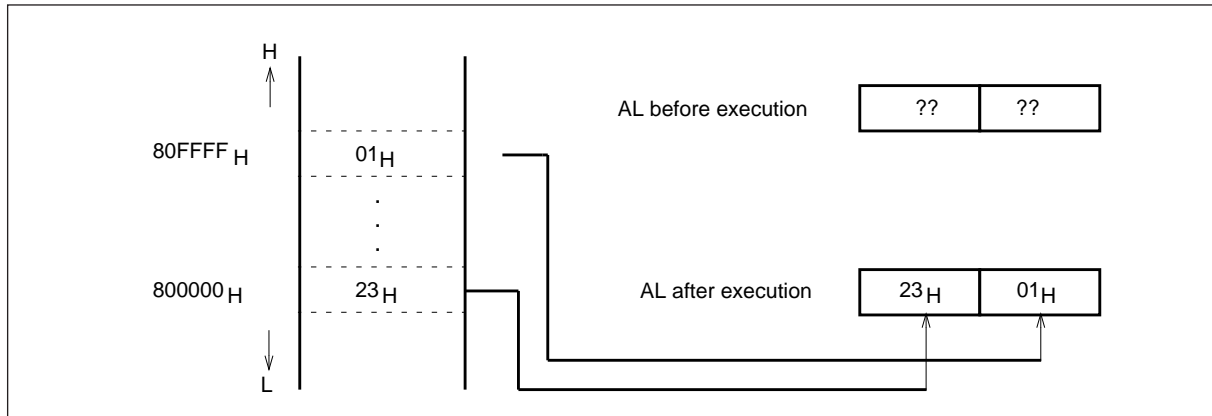 H
AL before execution ?? ??
80FFFF H 01H
.
.
.
800000 H 23H
AL after execution 23H 01H
L